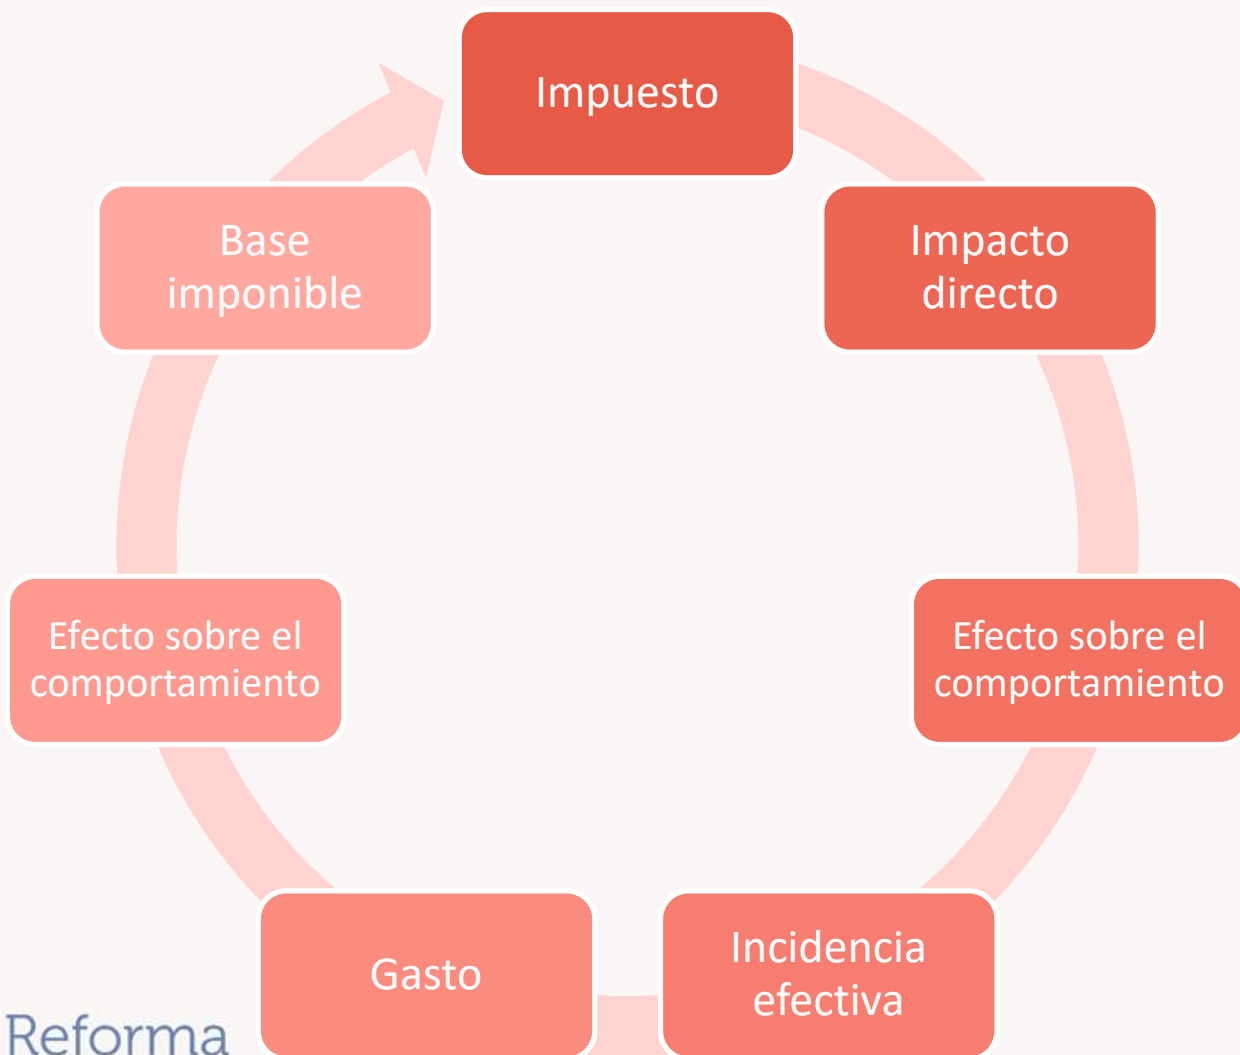 Impuesto
Impacto
directo
Efecto sobre el
comportamiento
Incidencia
efectiva
Gasto
Efecto sobre el
comportamiento
Base
imponible
Reforma